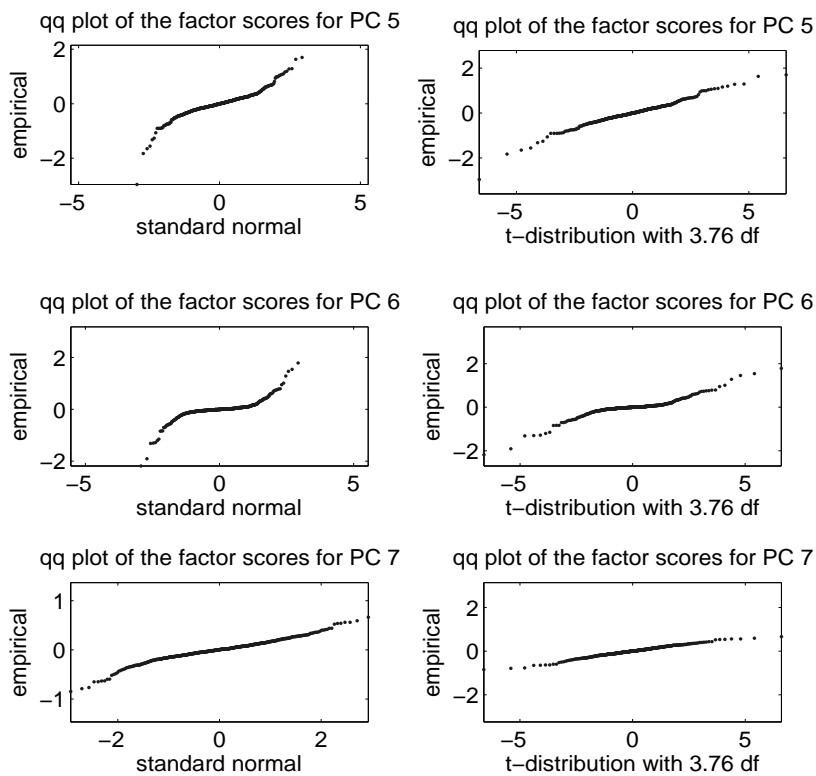 qq plot of the factor scores for PC 5
2
0
−2
empirical
−5
0
5
standard normal
qq plot of the factor scores for PC 5
2
0
−2
empirical
−5
0
5
t−distribution with 3.76 df
qq plot of the factor scores for PC 6
2
0
−2
empirical
−5
0
5
standard normal
qq plot of the factor scores for PC 6
2
0
−2
empirical
−5
0
5
t−distribution with 3.76 df
qq plot of the factor scores for PC 7
1
0
−1
empirical
−2
0
2
standard normal
qq plot of the factor scores for PC 7
2
0
−2
empirical
−5
0
5
t−distribution with 3.76 df